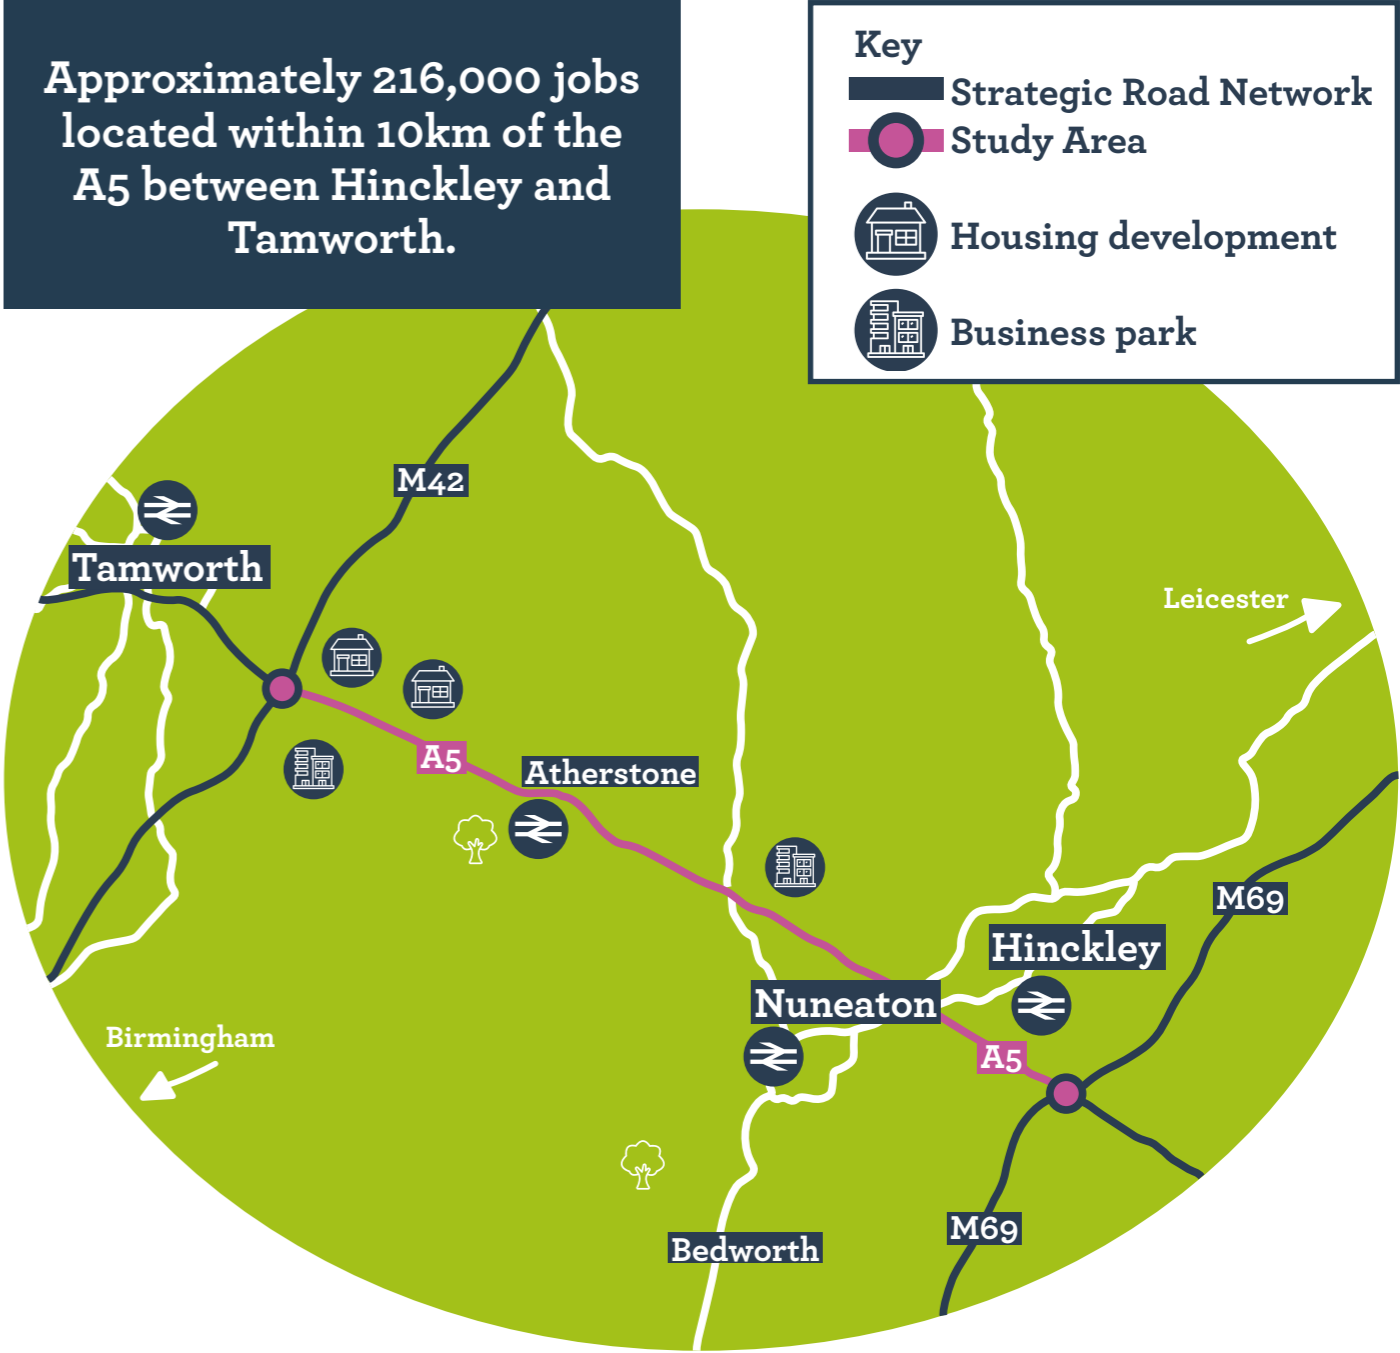 Approximately 216,000 jobs
located within 10km of the
A5 between Hinckley and
Tamworth.
Key
Strategic Road Network
Study Area
Housing development
Business park
M42
Tamworth
Leicester
A5
Atherstone
M69
Hinckley
Nuneaton
Birmingham
A5
M69
Bedworth